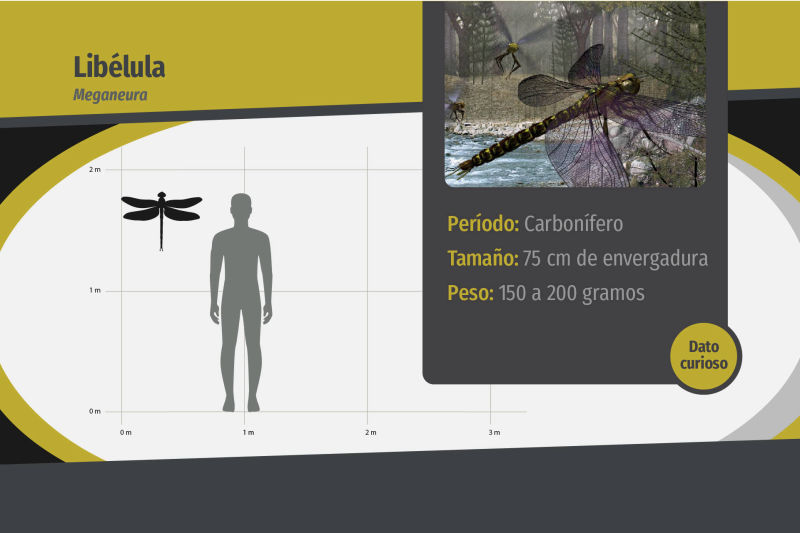 Libélula
Meganeura
Período: Carbonífero
Tamaño: 75 cm de envergadura
Peso: 150 a 200 gramos
Dato
curioso
2 m
1 m
0 m
0 m
1 m
2 m
3 m